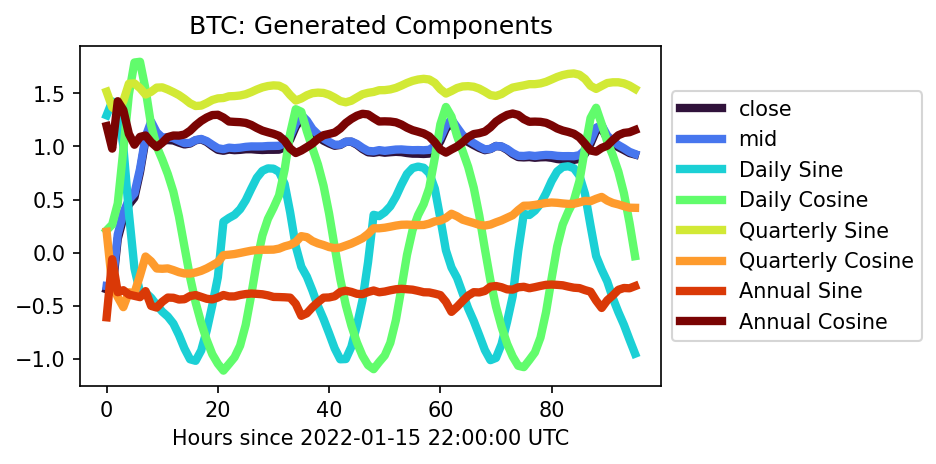 BTC: Generated Components
1.5
1.0
0.5
0.0
−0.5
−1.0
0 20 40 60 80
Hours since 2022-01-15 22:00:00 UTC
close
mid
Daily Sine
Daily Cosine
Quarterly Sine
Quarterly Cosine
Annual Sine
Annual Cosine